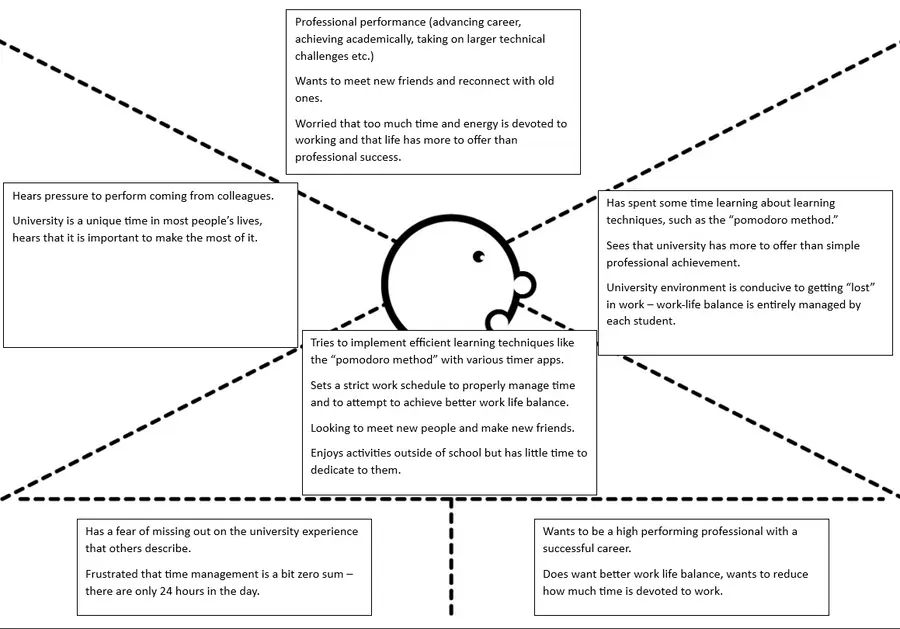 Professional performance (advancing career,
achieving academically, taking on larger technical
challenges etc.)
Wants to meet new friends and reconnect with old
ones.
Worried that too much time and energy is devoted to
working and that life has more to offer than
professional success.
Hears pressure to perform coming from colleagues.
University is a unique time in most people’s lives,
hears that it is important to make the most of it.
Has spent some time learning about learning
techniques, such as the “pomodoro method.”
Sees that university has more to offer than simple
professional achievement.
University environment is conducive to getting “lost”
in work – work-life balance is entirely managed by
each student.
Tries to implement efficient learning techniques like
the “pomodoro method” with various timer apps.
Sets a strict work schedule to properly manage time
and to attempt to achieve better work life balance.
Looking to meet new people and make new friends.
Enjoys activities outside of school but has little time to
dedicate to them.
Has a fear of missing out on the university experience
that others describe.
Frustrated that time management is a bit zero sum –
there are only 24 hours in the day.
Wants to be a high performing professional with a
successful career.
Does want better work life balance, wants to reduce
how much time is devoted to work.